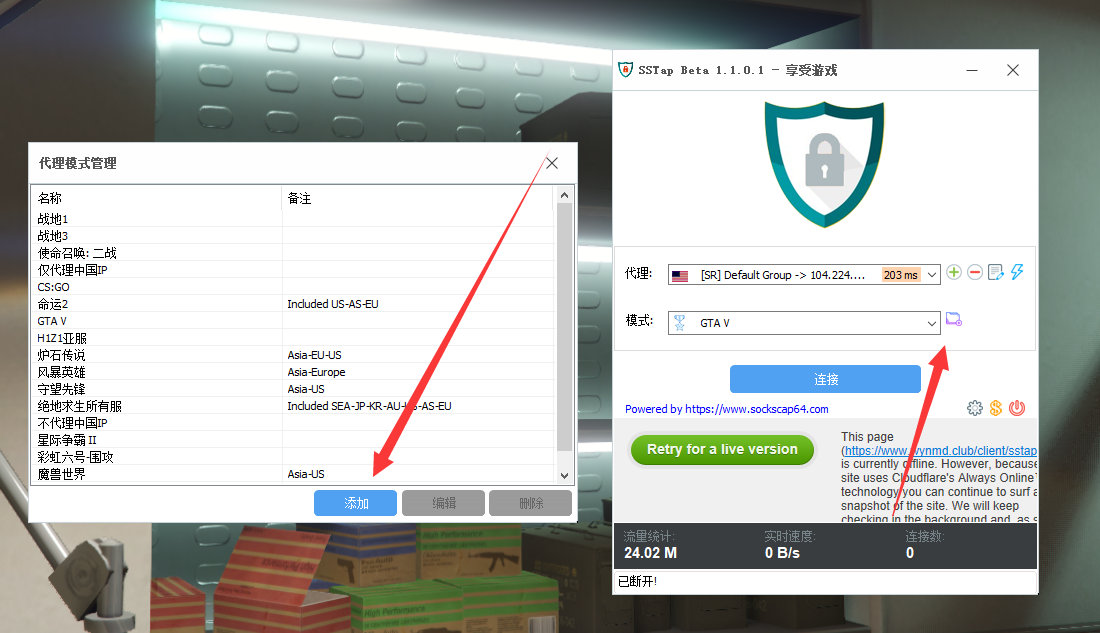 代理模式管理
名称 备注
战地1
战地3
使命召唤: 二战
仅代理中国IP
CS:GO
命运2 Included US-AS-EU
GTA V
H1Z1亚服
炉石传说 Asia-EU-US
风暴英雄 Asia-Europe
守望先锋 Asia-US
绝地求生所有服 Included SEA-JP-KR-AU- -AS-EU
不代理中国IP
星际争霸 II
彩虹六号-围攻
魔兽世界 Asia-US
添加 编辑 删除
SSTap Beta 1.1.0.1 - 享受游戏
代理: [SR] Default Group -> 104.224.... 203 ms
模式: GTA V
连接
Powered by https://www.sockscap64.com
Retry for a live version
This page
(https://www. ynmd.club/client/sstap
is currently offline. However, because
site uses Cloudflare's Always Online
technology you can continue to surf a
snapshot of the site. We will keep
checking in the background and, as s
流量统计: 实时速度: 连接数:
24.02 M 0 B/s 0
已断开!
High Performance
High Performance